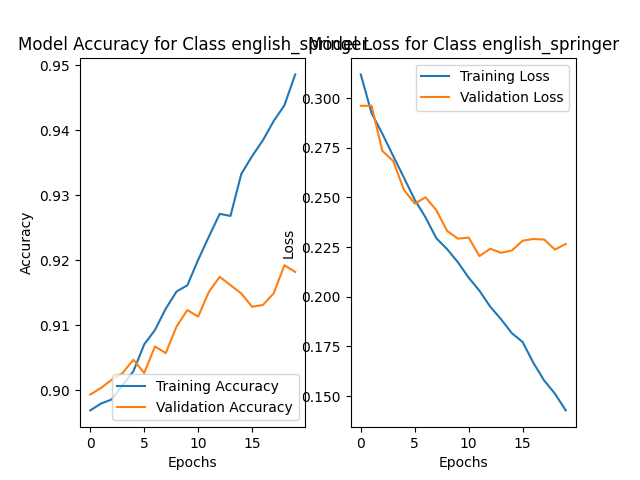 Model Accuracy for Class english_springer
Model Loss for Class english_springer
0.95
0.94
0.93
0.92
0.91
0.90
Accuracy
Training Accuracy
Validation Accuracy
0 5 10 15
Epochs
Training Loss
Validation Loss
0.300
0.275
0.250
0.225
0.200
0.175
0.150
Loss
0 5 10 15
Epochs